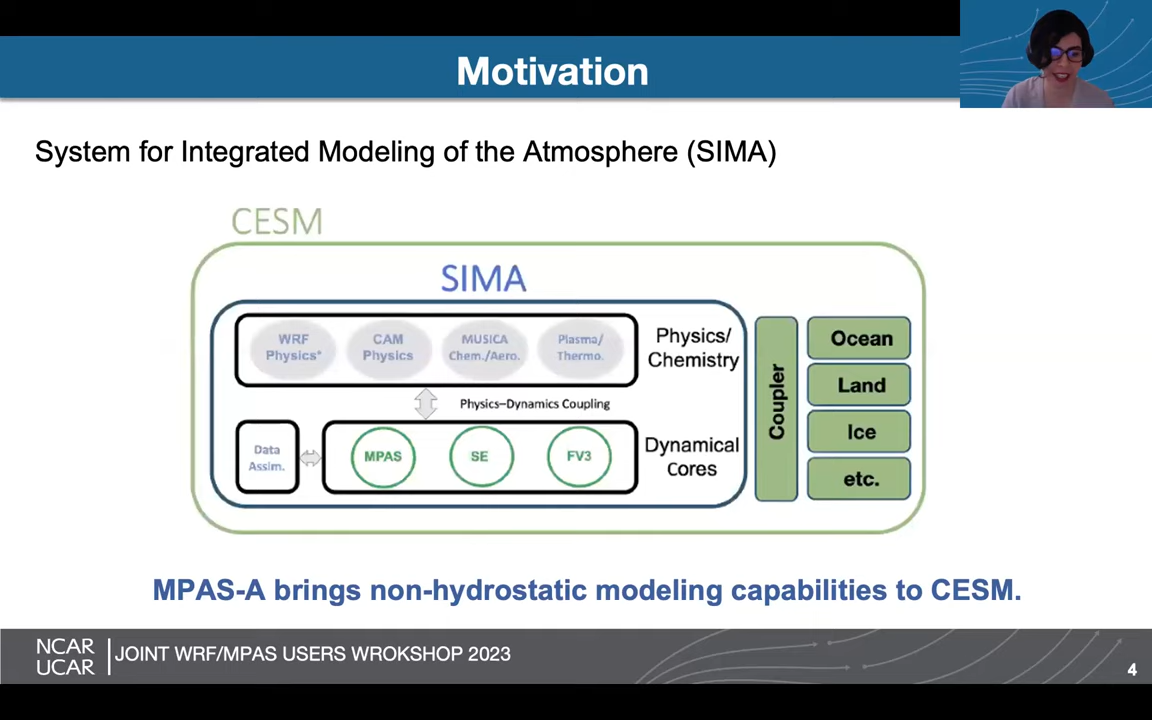 Motivation
System for Integrated Modeling of the Atmosphere (SIMA)
CESM
SIMA
WRF
Physics*
CAM
Physics
MUSICA
Chem./Aero.
Plasma/
Thermo.
Physics/
Chemistry
Physics–Dynamics Coupling
Data
Assim.
MPAS
SE
FV3
Dynamical
Cores
Coupler
Ocean
Land
Ice
etc.
MPAS-A brings non-hydrostatic modeling capabilities to CESM.
NCAR
UCAR
JOINT WRF/MPAS USERS WROKSHOP 2023
4